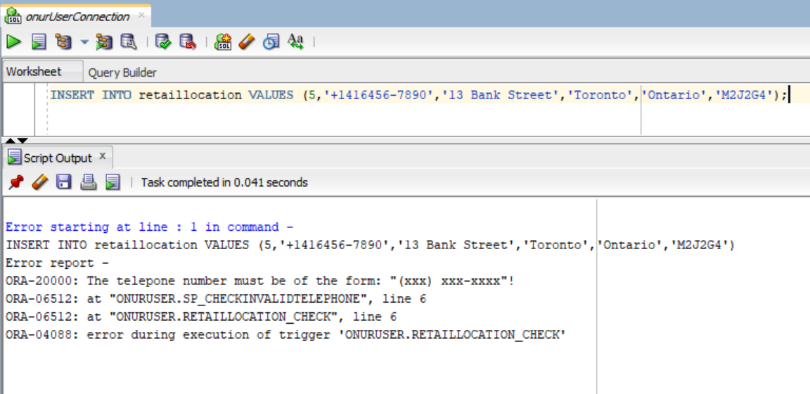 onurUserConnection
Worksheet Query Builder
INSERT INTO retaillocation VALUES (5,'+1416456-7890','13 Bank Street','Toronto','Ontario','M2J2G4');
Script Output x
Task completed in 0.041 seconds
Error starting at line : 1 in command -
INSERT INTO retaillocation VALUES (5,'+1416456-7890','13 Bank Street','Toronto','Ontario','M2J2G4')
Error report -
ORA-20000: The telepone number must be of the form: "(xxx) xxx-xxxx"!
ORA-06512: at "ONURUSER.SP_CHECKINVALIDTELEPHONE", line 6
ORA-06512: at "ONURUSER.RETAILLOCATION_CHECK", line 6
ORA-04088: error during execution of trigger 'ONURUSER.RETAILLOCATION_CHECK'